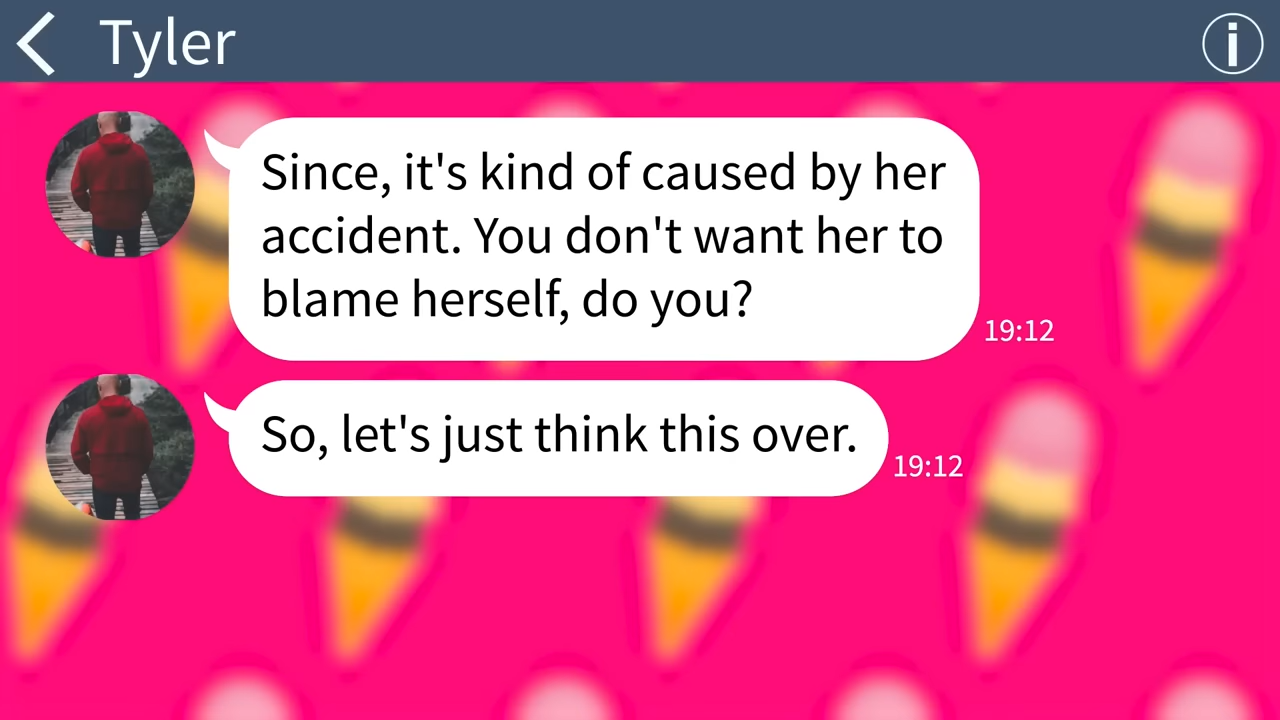 Tyler
Since, it's kind of caused by her
accident. You don't want her to
blame herself, do you?
19:12
So, let's just think this over.
19:12